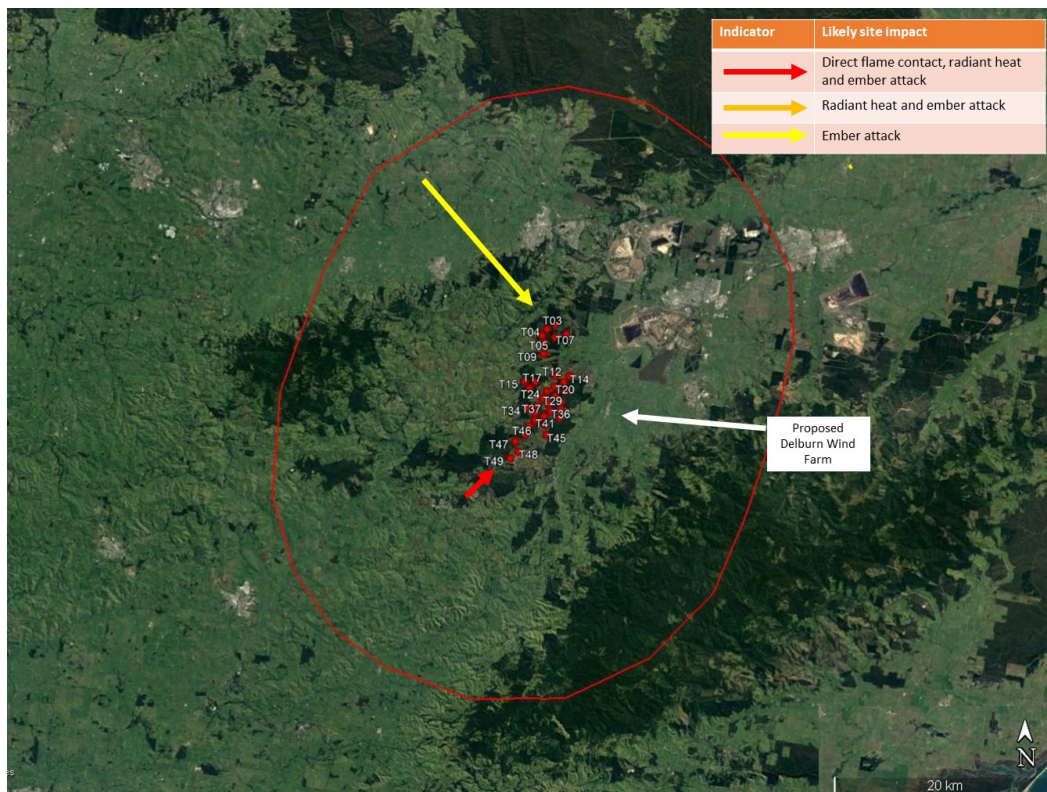 Indicator
Likely site impact
Direct flame contact, radiant heat
and ember attack
Radiant heat and ember attack
Ember attack
T03
T04
T05
T07
T09
T12
T15
T17
T14
T24
T20
T29
T34
T37
T36
T41
T46
T45
T47
T48
T49
Proposed
Delburn Wind
Farm
N
20 km